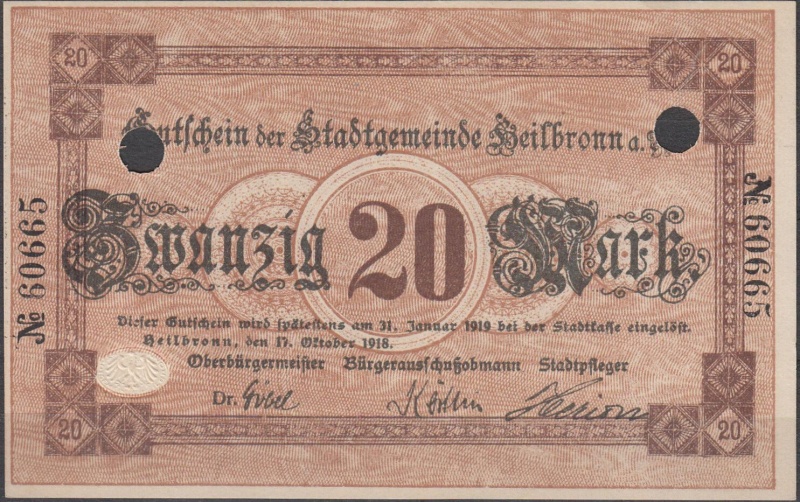 20 20
Gutschein der Stadtgemeinde Heilbronn a.
Zwanzig 20 Mark
Dieser Gutschein wird spätestens am 31. Januar 1919 bei der Stadtkasse eingelöst.
Heilbronn, den 17. Oktober 1918.
Oberbürgermeister Bürgerausschußobmann Stadtpfleger
Dr. Göbel
№ 60665
№ 60665
20 20